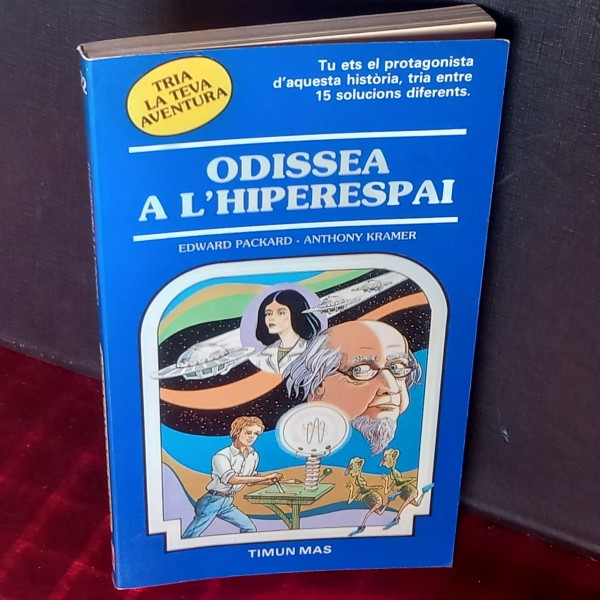 TRIA
LA TEVA
AVENTURA
Tu ets el protagonista
d'aquesta història, tria entre
15 solucions diferents.
ODISSEA
A L'HIPERESPAI
EDWARD PACKARD - ANTHONY KRAMER
TIMUN MAS